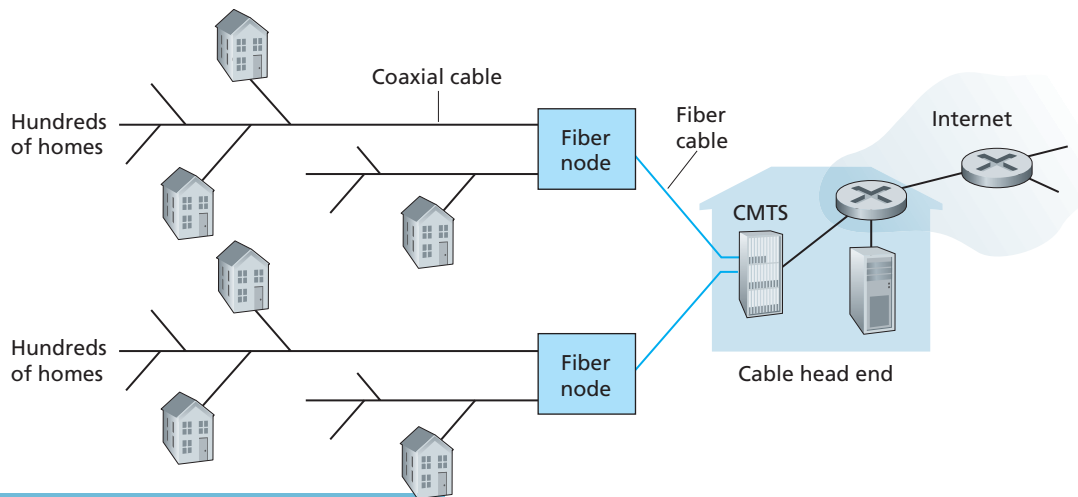 Coaxial cable
Hundreds
of homes
Fiber
node
Fiber
cable
Internet
CMTS
Hundreds
of homes
Fiber
node
Cable head end